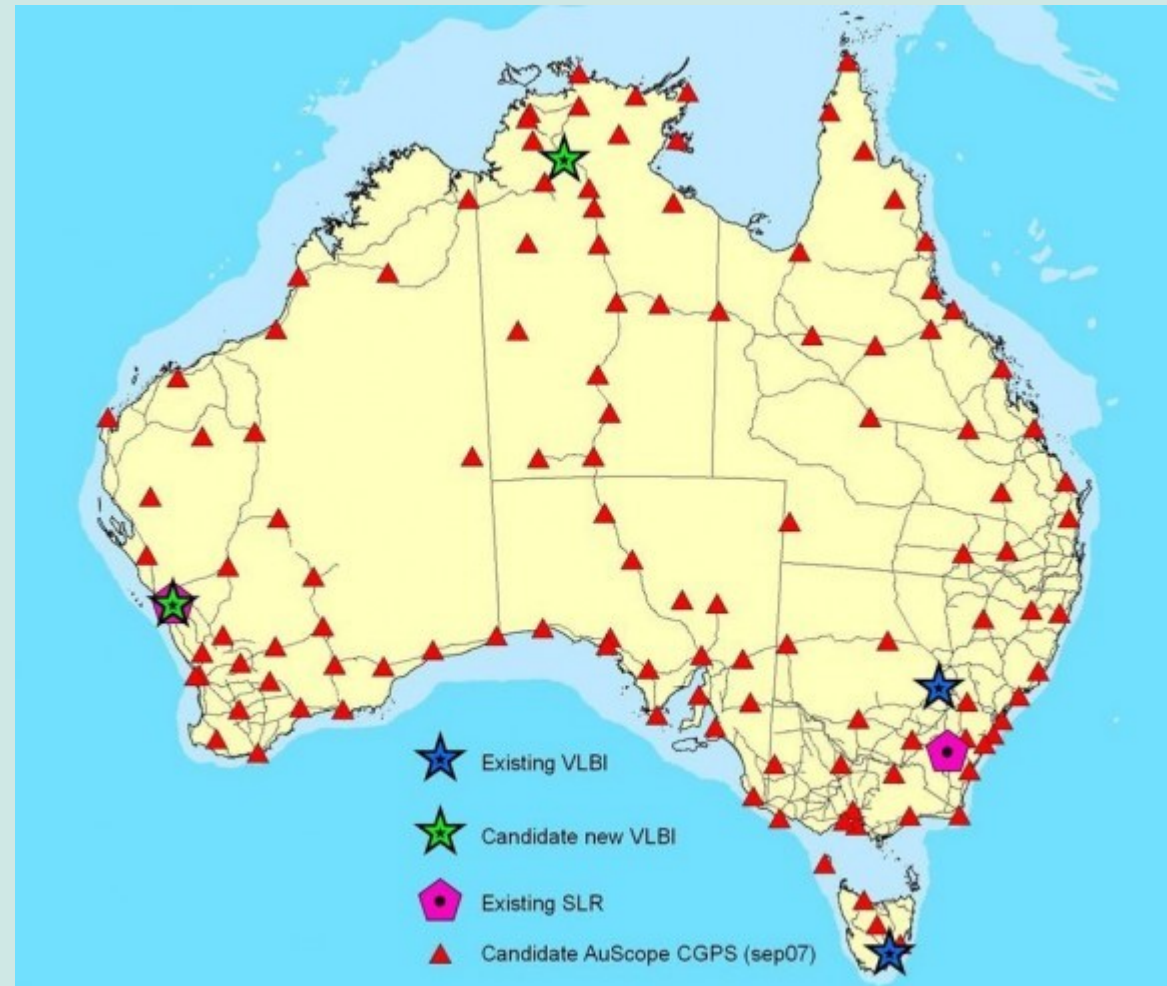 Existing VLBI
Candidate new VLBI
Existing SLR
Candidate AuScope CGPS (sep07)